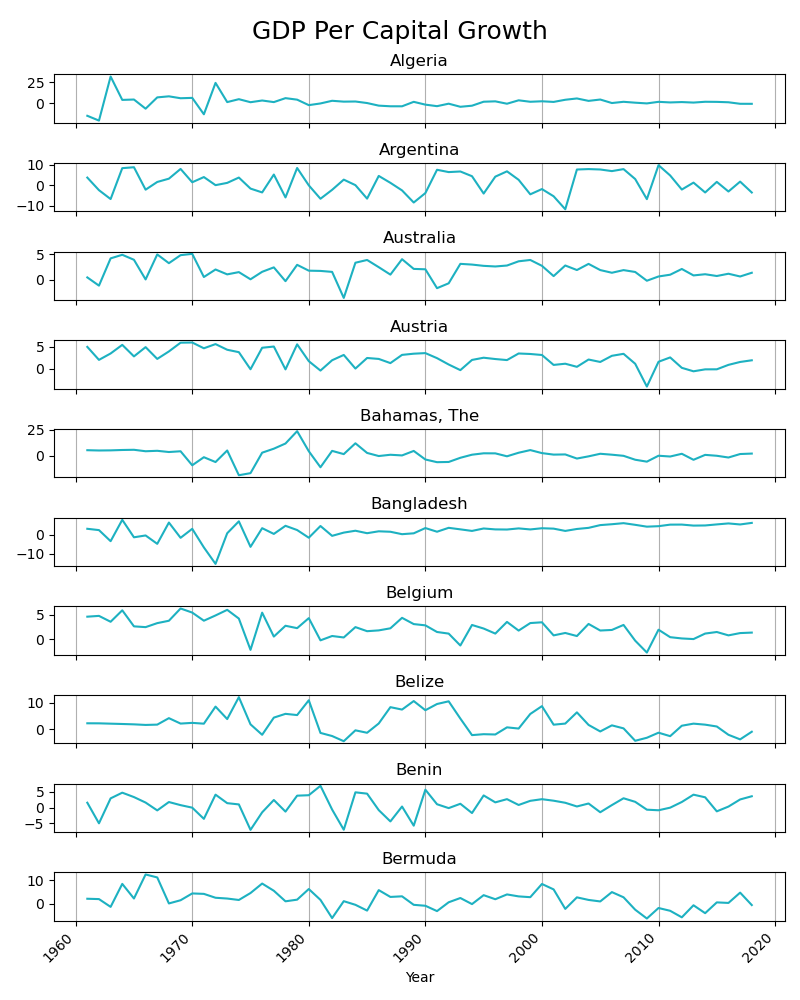 GDP Per Capital Growth
Algeria
25
0
Argentina
10
0
−10
Australia
5
0
Austria
5
0
Bahamas, The
25
0
Bangladesh
0
−10
Belgium
5
0
Belize
10
0
Benin
5
0
−5
Bermuda
10
0
1960 1970 1980 1990 2000 2010 2020
Year